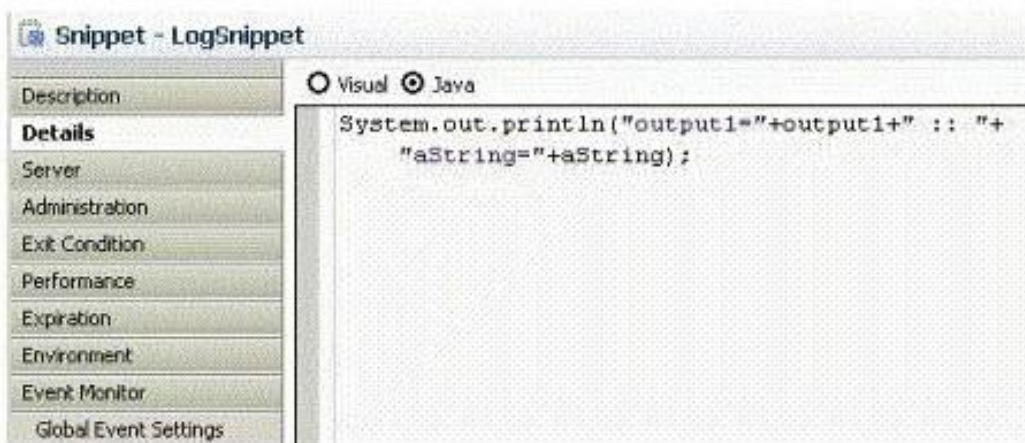 Snippet - LogSnippet
Description
Details
Server
Administration
Exit Condition
Performance
Expiration
Environment
Event Monitor
Global Event Settings
Visual Java
System.out.println("output1="+output1+" :: "+
"aString="+aString);